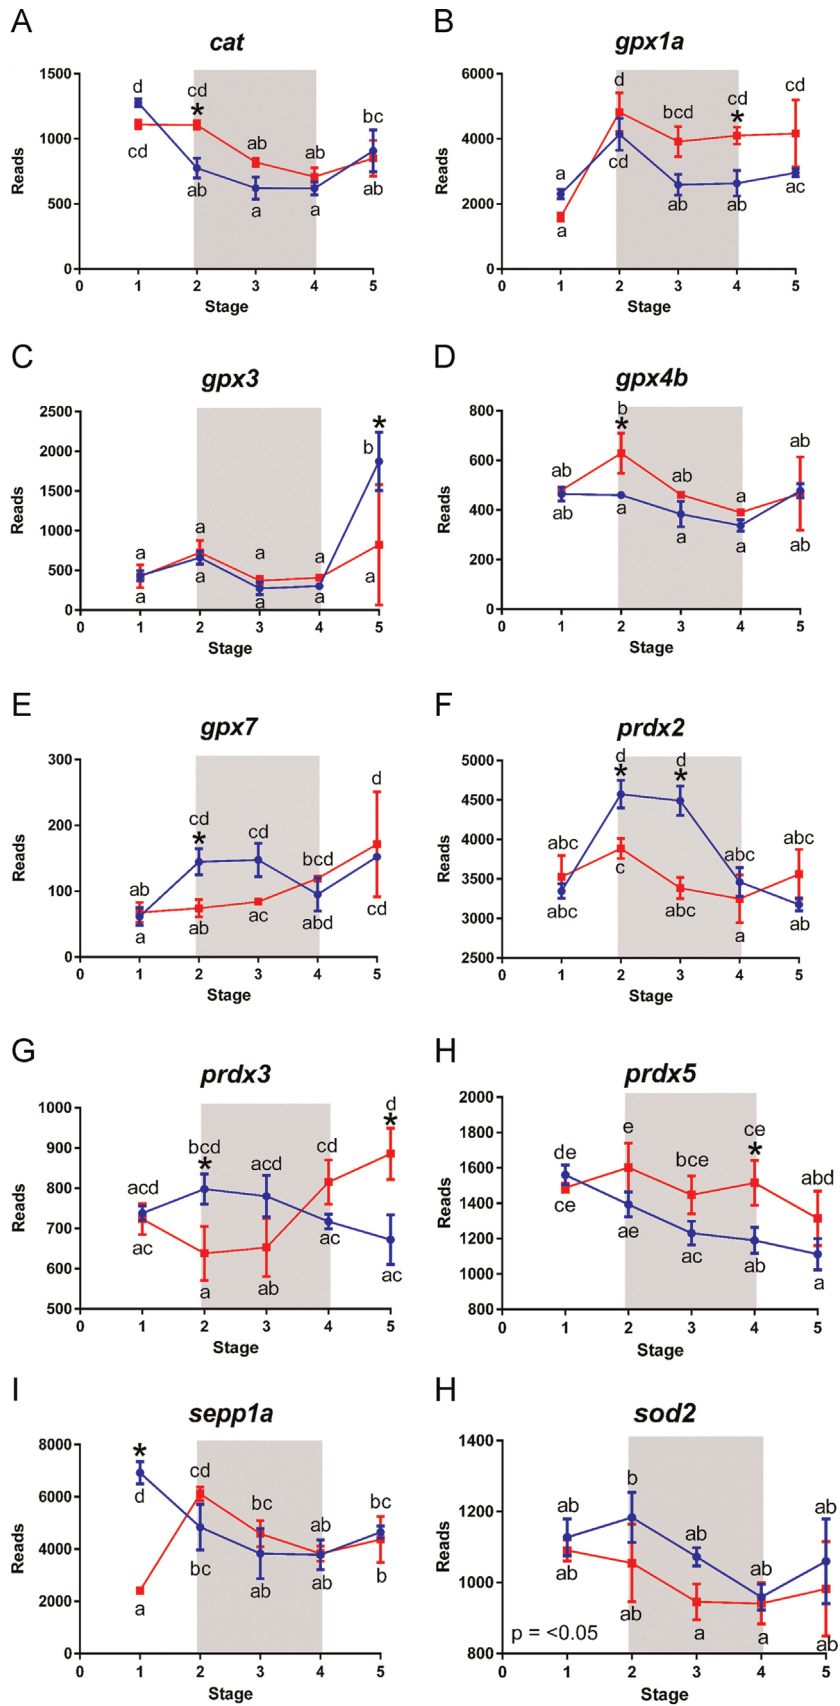 A
cat
1500
1000
500
0
Reads
d
cd
*
cd
ab
ab
bc
ab
a
a
ab
0 1 2 3 4 5
Stage
B
gpx1a
6000
4000
2000
0
Reads
d
bcd
cd
*
cd
a
cd
a
ab
ab
ac
0 1 2 3 4 5
Stage
C
gpx3
2500
2000
1500
1000
500
0
Reads
*
b
a
a
a
a
a
a
a
a
a
0 1 2 3 4 5
Stage
D
gpx4b
800
600
400
200
0
Reads
b
*
ab
ab
a
ab
ab
a
a
a
ab
0 1 2 3 4 5
Stage
E
gpx7
300
200
100
0
Reads
cd
*
cd
d
ab
bcd
a
ab
ac
abd
cd
0 1 2 3 4 5
Stage
F
prdx2
5000
4500
4000
3500
3000
2500
Reads
d
*
d
*
abc
abc
abc
abc
c
abc
a
ab
0 1 2 3 4 5
Stage
G
prdx3
1000
900
800
700
600
500
Reads
d
*
bcd
*
acd
cd
acd
ac
a
ab
ac
ac
0 1 2 3 4 5
Stage
H
prdx5
2000
1800
1600
1400
1200
1000
800
Reads
e
ce
*
de
bce
abd
ce
ae
ac
ab
a
0 1 2 3 4 5
Stage
I
sepp1a
8000
6000
4000
2000
0
Reads
*
d
cd
bc
ab
bc
a
bc
ab
ab
b
0 1 2 3 4 5
Stage
H
sod2
1400
1200
1000
800
Reads
ab
b
ab
ab
ab
ab
ab
a
a
ab
p = <0.05
0 1 2 3 4 5
Stage